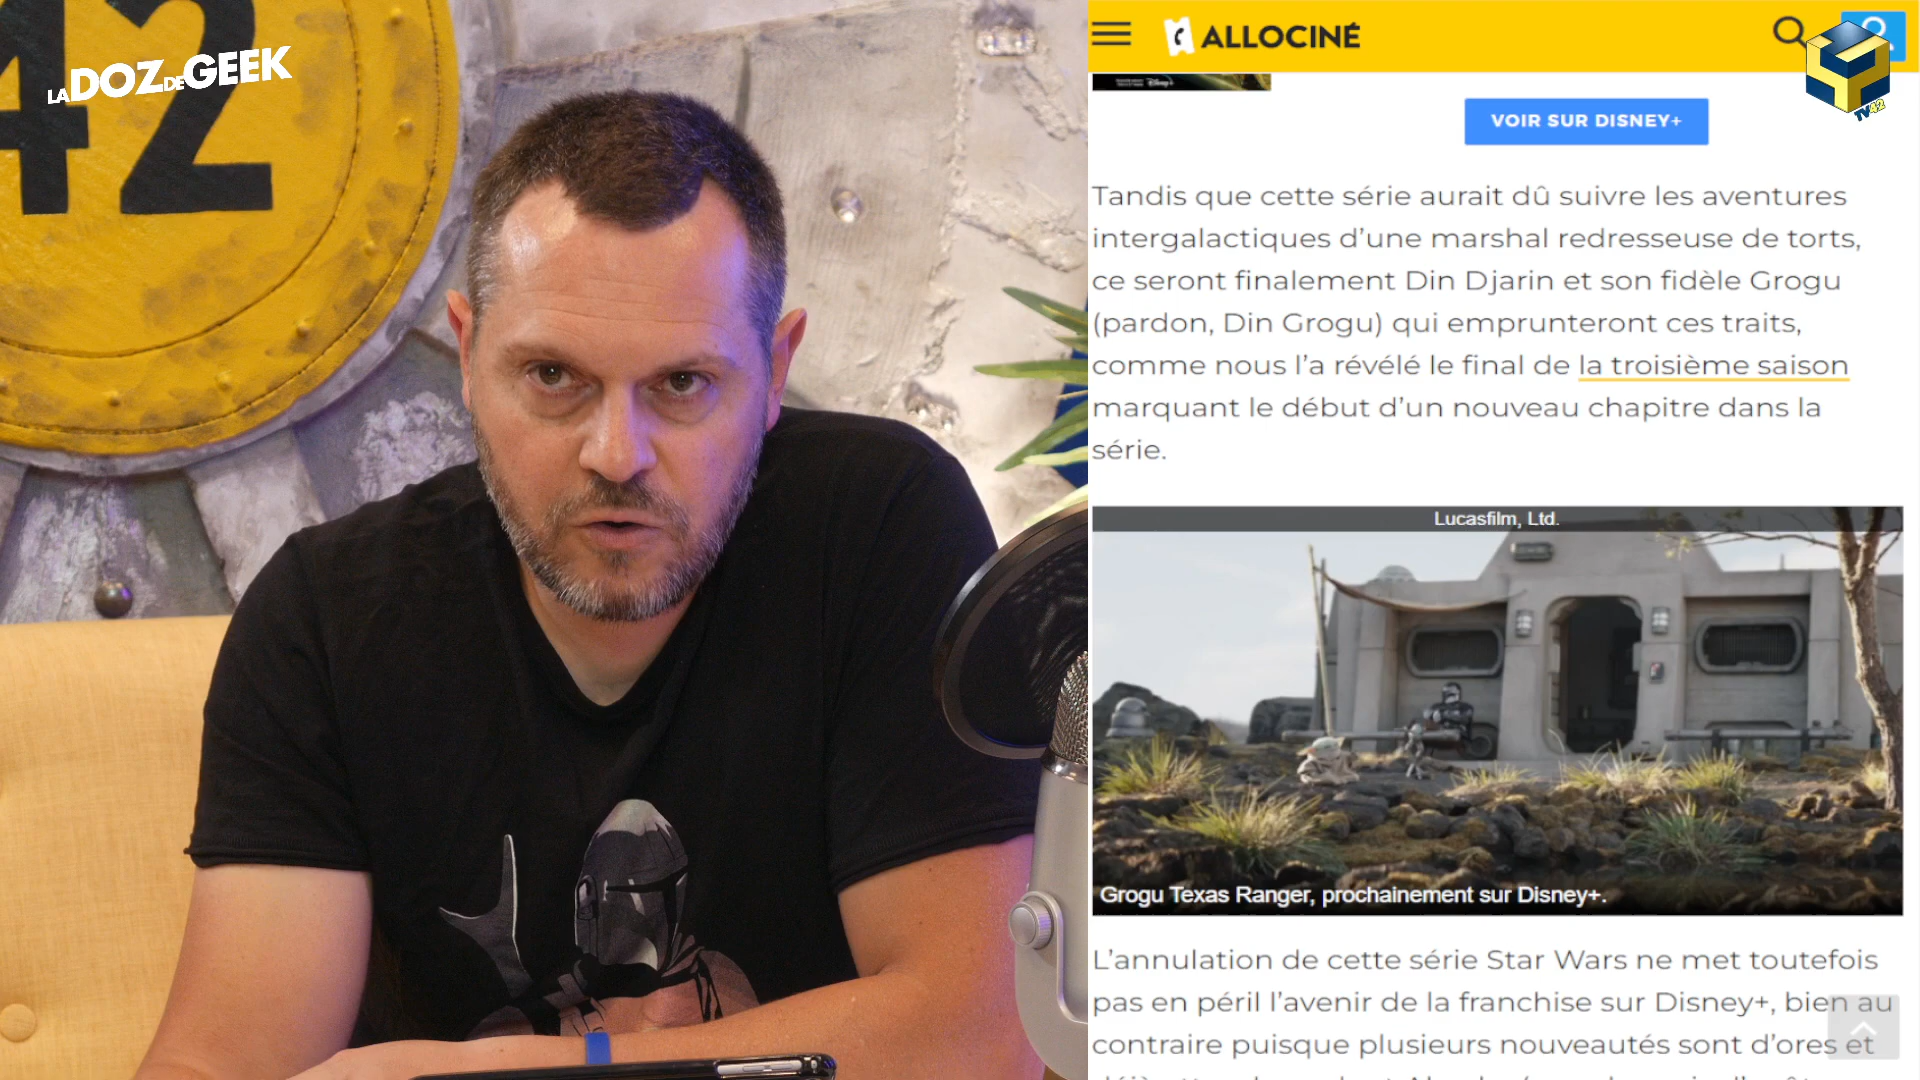 42
LA DOZ DE GEEK
ALLOCINÉ
TV42
Disney+
VOIR SUR DISNEY+
Tandis que cette série aurait dû suivre les aventures
intergalactiques d’une marshal redresseuse de torts,
ce seront finalement Din Djarin et son fidèle Grogu
(pardon, Din Grogu) qui emprunteront ces traits,
comme nous l’a révélé le final de la troisième saison
marquant le début d’un nouveau chapitre dans la
série.
Lucasfilm, Ltd.
Grogu Texas Ranger, prochainement sur Disney+.
L’annulation de cette série Star Wars ne met toutefois
pas en péril l’avenir de la franchise sur Disney+, bien au
contraire puisque plusieurs nouveautés sont d’ores et